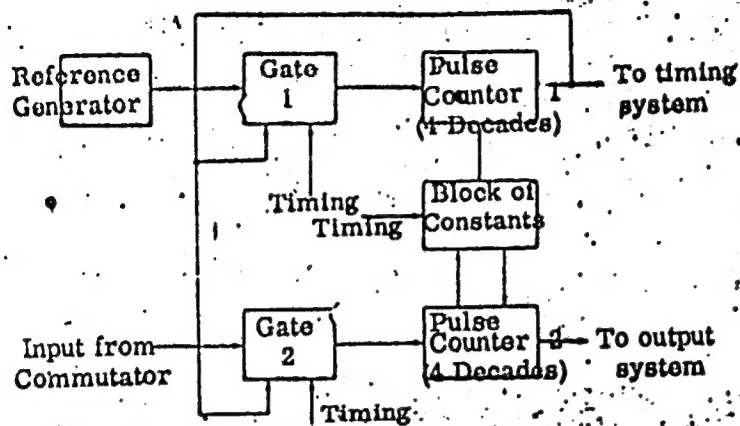 Reference
Generator
Gate
1
Pulse
Counter 1
(4 Decades)
To timing
system
Timing
Timing
Block of
Constants
Input from
Commutator
Gate
2
Pulse
Counter 2
(4 Decades)
To output
system
Timing